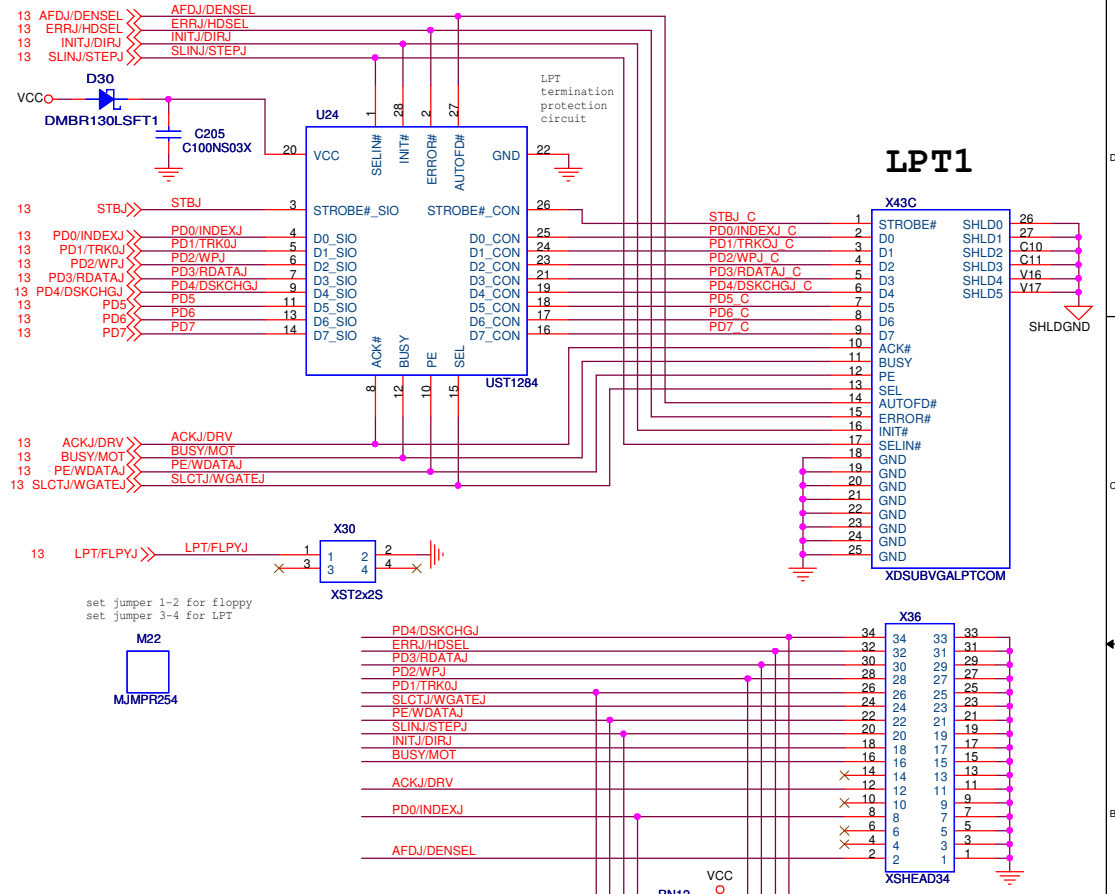 13 AFDJ/DENSEL AFDJ/DENSEL
13 ERRJ/HDSEL ERRJ/HDSEL
13 INITJ/DIRJ INITJ/DIRJ
13 SLINJ/STEPJ SLINJ/STEPJ
D30
VCC
DMBR130LSFT1
C205
C100NS03X
LPT
termination
protection
circuit
U24
1 28 2 27
SELIN# INIT# ERROR# AUTOFD#
20 VCC GND 22
LPT1
X43C
13 STBJ STBJ 3 STROBE#_SIO STROBE#_CON 26 STBJ_C 1 STROBE# SHLD0 26
13 PD0/INDEXJ PD0/INDEXJ 4 D0_SIO D0_CON 25 PD0/INDEXJ_C 2 D0 SHLD1 27
13 PD1/TRK0J PD1/TRK0J 5 D1_SIO D1_CON 24 PD1/TRKOJ_C 3 D1 SHLD2 C10
13 PD2/WPJ PD2/WPJ 6 D2_SIO D2_CON 23 PD2/WPJ_C 4 D2 SHLD3 C11
13 PD3/RDATAJ PD3/RDATAJ 7 D3_SIO D3_CON 21 PD3/RDATAJ_C 5 D3 SHLD4 V16
13 PD4/DSKCHGJ PD4/DSKCHGJ 9 D4_SIO D4_CON 19 PD4/DSKCHGJ_C 6 D4 SHLD5 V17
13 PD5 PD5 11 D5_SIO D5_CON 18 PD5_C 7 D5
13 PD6 PD6 13 D6_SIO D6_CON 17 PD6_C 8 D6
13 PD7 PD7 14 D7_SIO D7_CON 16 PD7_C 9 D7
SHLDGND
ACK# BUSY PE SEL
8 12 10 15
UST1284
10 ACK#
11 BUSY
12 PE
13 SEL
14 AUTOFD#
15 ERROR#
16 INIT#
17 SELIN#
18 GND
19 GND
20 GND
21 GND
22 GND
23 GND
24 GND
25 GND
XDSUBVGALPTCOM
13 ACKJ/DRV ACKJ/DRV
13 BUSY/MOT BUSY/MOT
13 PE/WDATAJ PE/WDATAJ
13 SLCTJ/WGATEJ SLCTJ/WGATEJ
X30
13 LPT/FLPYJ LPT/FLPYJ 1 1 2 2
3 3 4 4
XST2x2S
set jumper 1-2 for floppy
set jumper 3-4 for LPT
M22
MJMPR254
X36
PD4/DSKCHGJ 34 34 33 33
ERRJ/HDSEL 32 32 31 31
PD3/RDATAJ 30 30 29 29
PD2/WPJ 28 28 27 27
PD1/TRK0J 26 26 25 25
SLCTJ/WGATEJ 24 24 23 23
PE/WDATAJ 22 22 21 21
SLINJ/STEPJ 20 20 19 19
INITJ/DIRJ 18 18 17 17
BUSY/MOT 16 16 15 15
14 14 13 13
ACKJ/DRV 12 12 11 11
10 10 9 9
PD0/INDEXJ 8 8 7 7
6 6 5 5
4 4 3 3
AFDJ/DENSEL 2 2 1 1
XSHEAD34
VCC
D
C
B